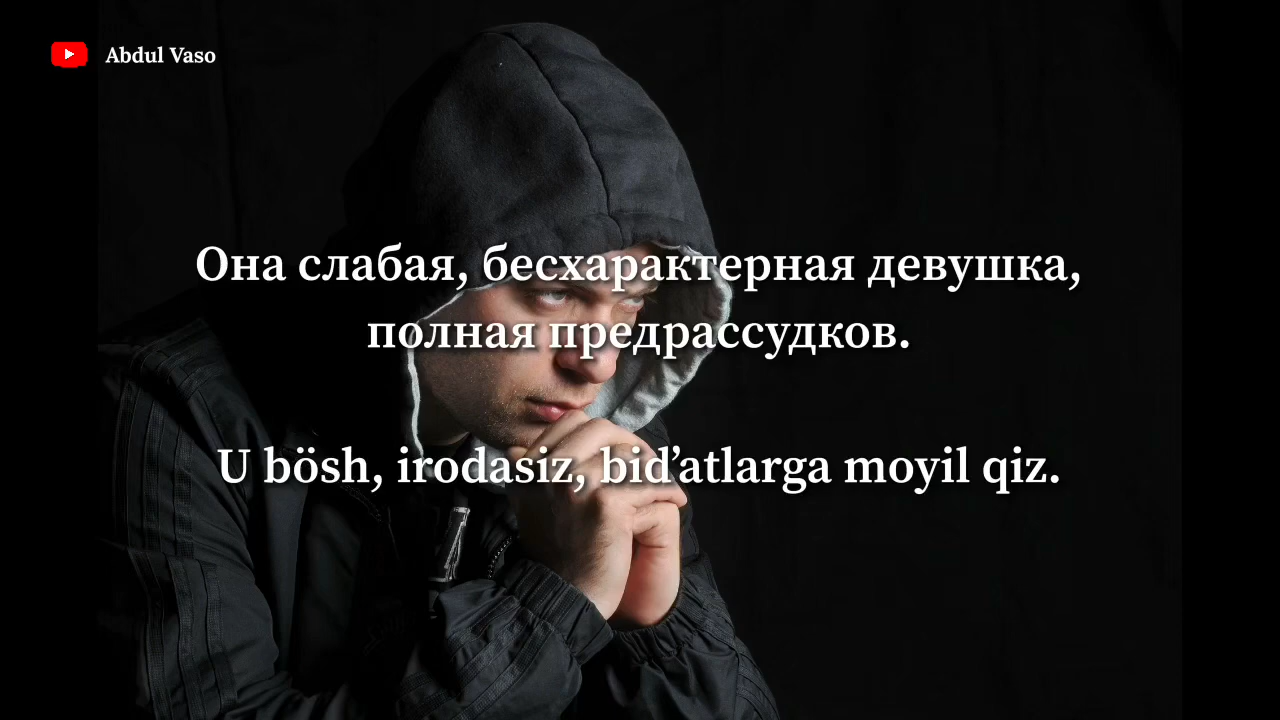 Abdul Vaso
Она слабая, бесхарактерная девушка,
полная предрассудков.
U bösh, irodasiz, bid’atlarga moyil qiz.